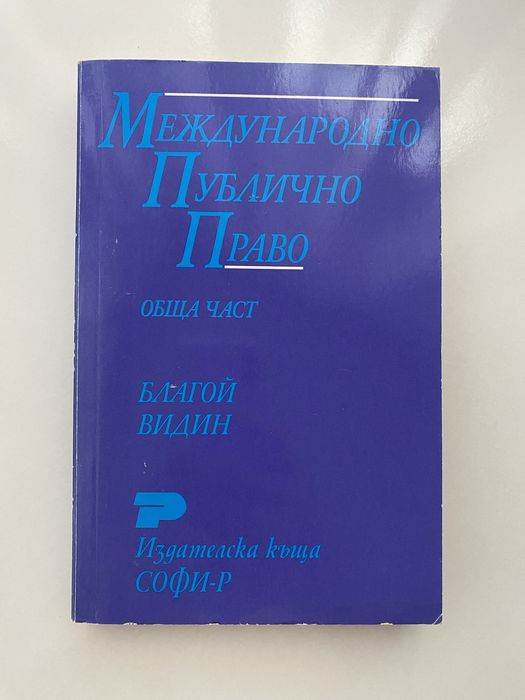 МЕЖДУНАРОДНО
ПУБЛИЧНО
ПРАВО
ОБЩА ЧАСТ
БЛАГОЙ
ВИДИН
Издателска къща
СОФИ-Р